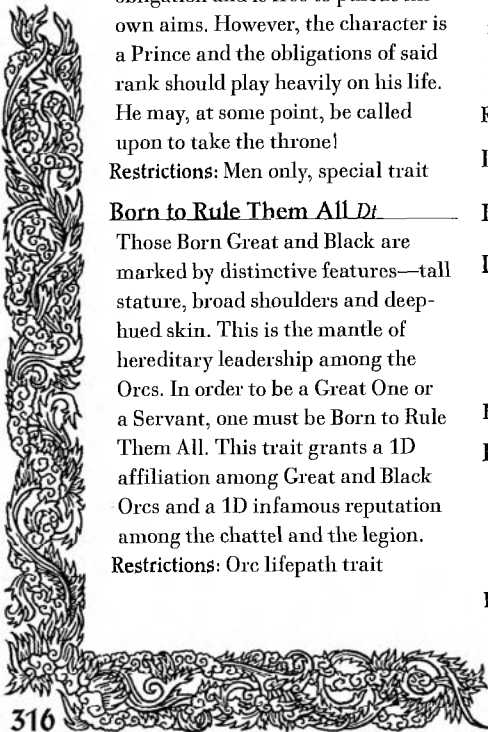 own aims. However, the character is
a Prince and the obligations of said
rank should play heavily on his life.
He may, at some point, be called
upon to take the throne!
Restrictions: Men only, special trait
Born to Rule Them All Dt
Those Born Great and Black are
marked by distinctive features—tall
stature, broad shoulders and deep-
hued skin. This is the mantle of
hereditary leadership among the
Orcs. In order to be a Great One or
a Servant, one must be Born to Rule
Them All. This trait grants a 1D
affiliation among Great and Black
Orcs and a 1D infamous reputation
among the chattel and the legion.
Restrictions: Orc lifepath trait
316